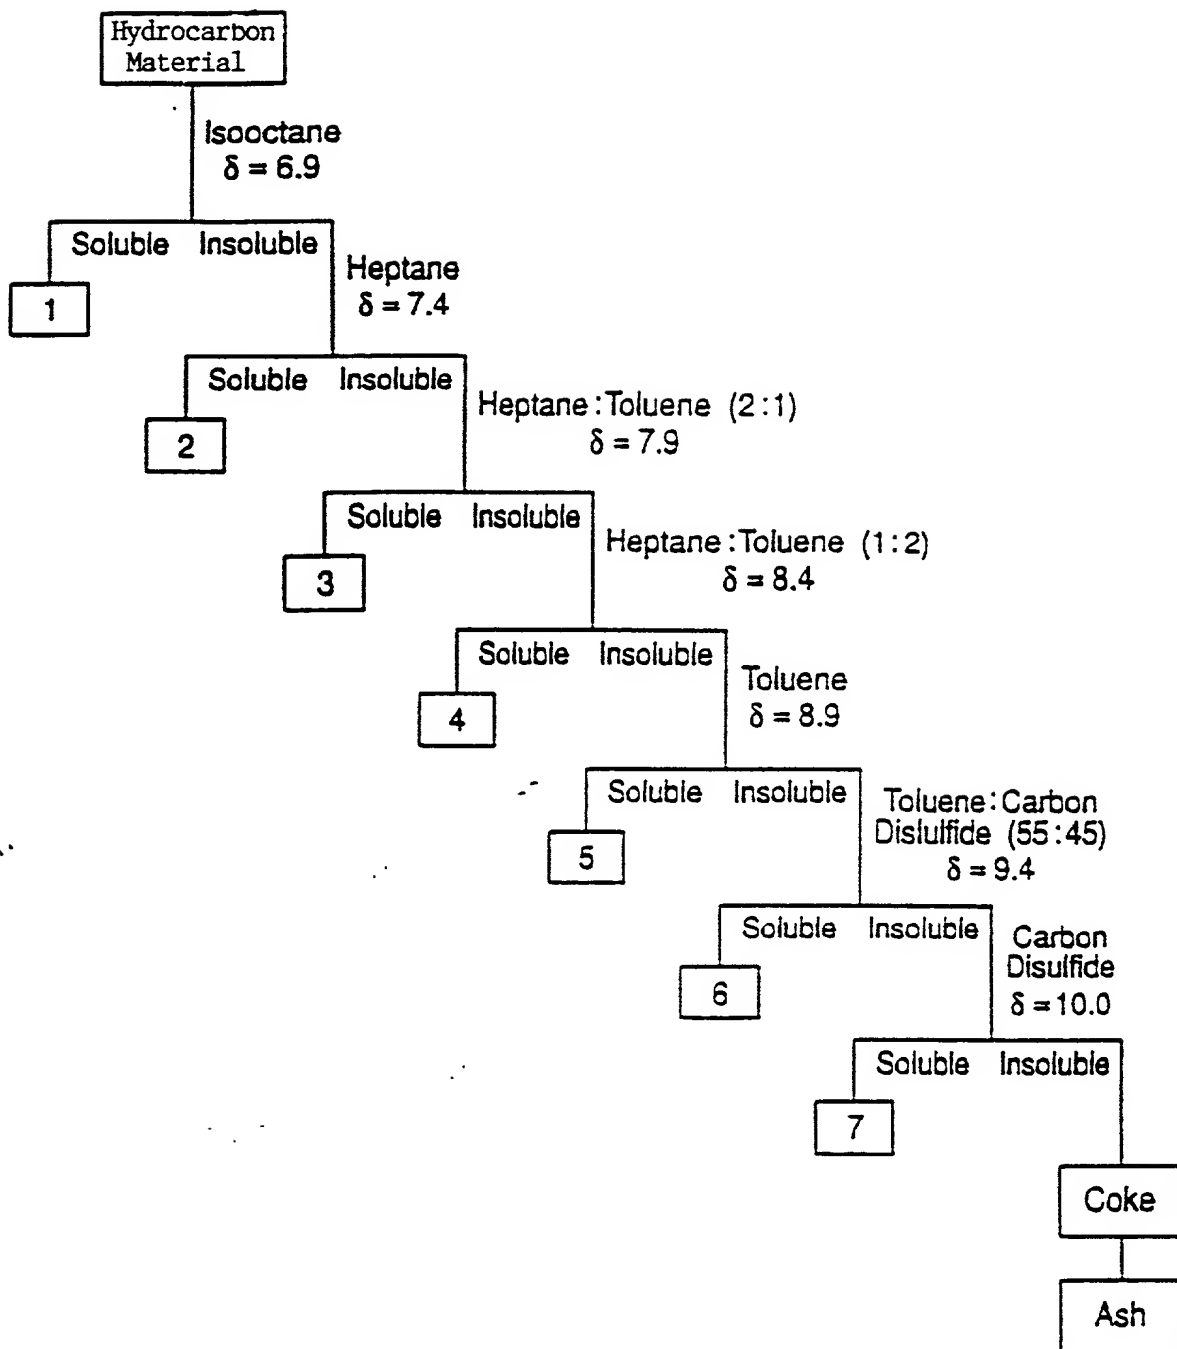 Hydrocarbon
Material
Isooctane
δ = 6.9
Soluble Insoluble
1
Heptane
δ = 7.4
Soluble Insoluble
2
Heptane:Toluene (2:1)
δ = 7.9
Soluble Insoluble
3
Heptane:Toluene (1:2)
δ = 8.4
Soluble Insoluble
4
Toluene
δ = 8.9
Soluble Insoluble
5
Toluene:Carbon
Dislulfide (55:45)
δ = 9.4
Soluble Insoluble
6
Carbon
Disulfide
δ = 10.0
Soluble Insoluble
7
Coke
Ash